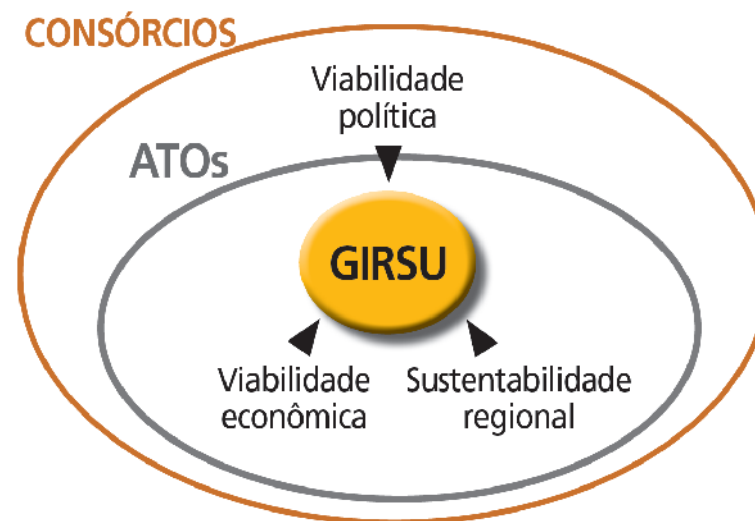 CONSÓRCIOS
Viabilidade
política
ATOs
GIRSU
Viabilidade
econômica
Sustentabilidade
regional